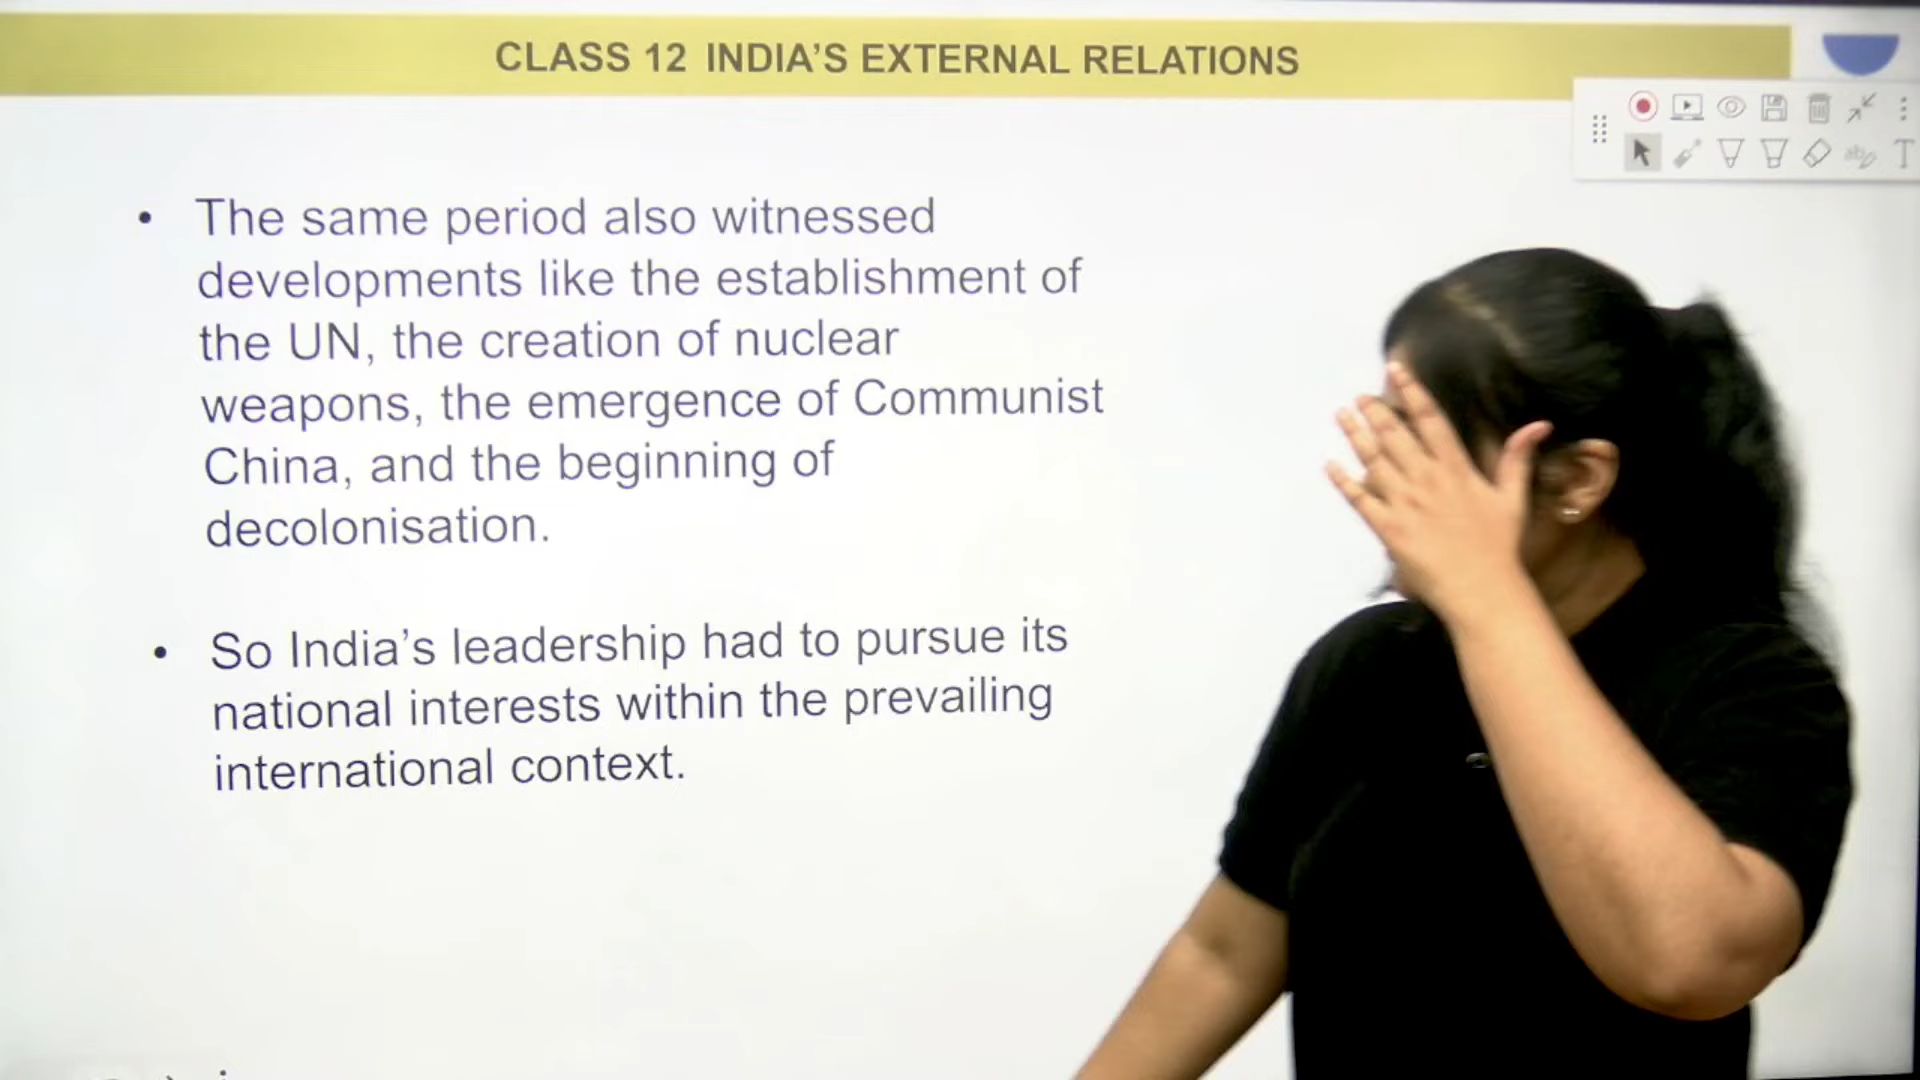 CLASS 12 INDIA'S EXTERNAL RELATIONS
• The same period also witnessed
developments like the establishment of
the UN, the creation of nuclear
weapons, the emergence of Communist
China, and the beginning of
decolonisation.
• So India's leadership had to pursue its
national interests within the prevailing
international context.